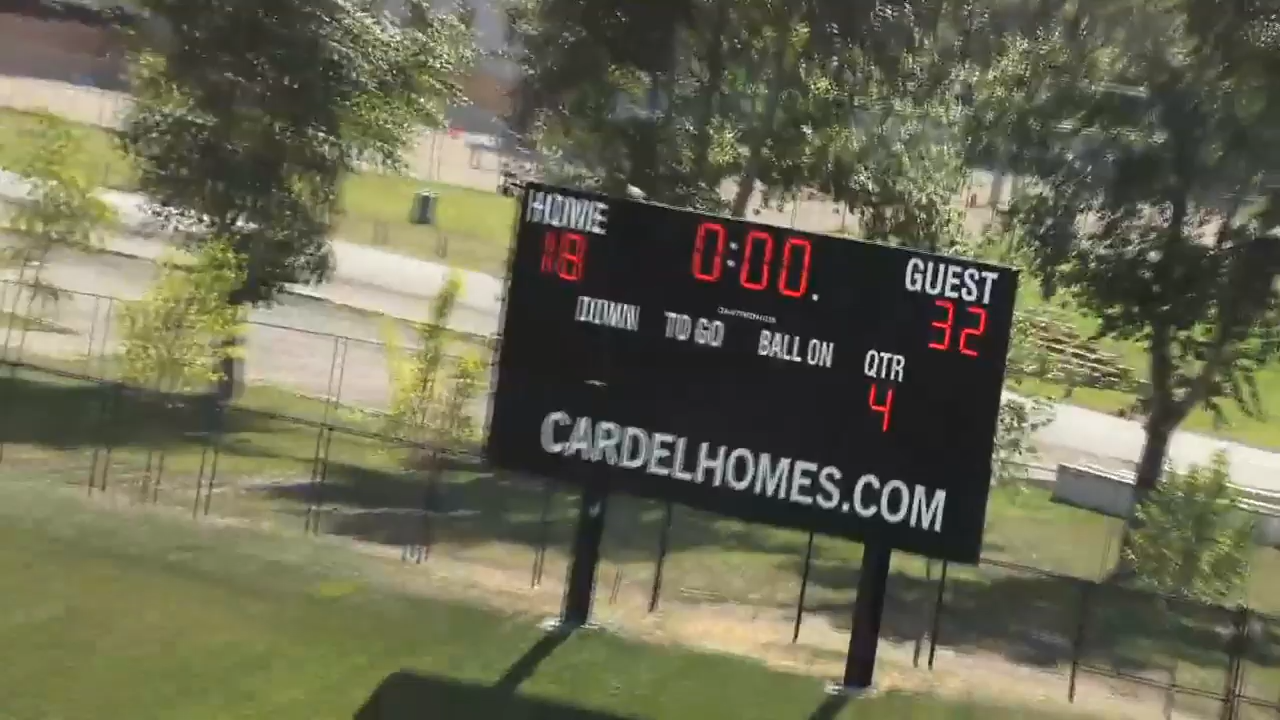 HOME 0:00. GUEST
18 32
DOWN TO GO BALL ON QTR
4
CARDELHOMES.COM